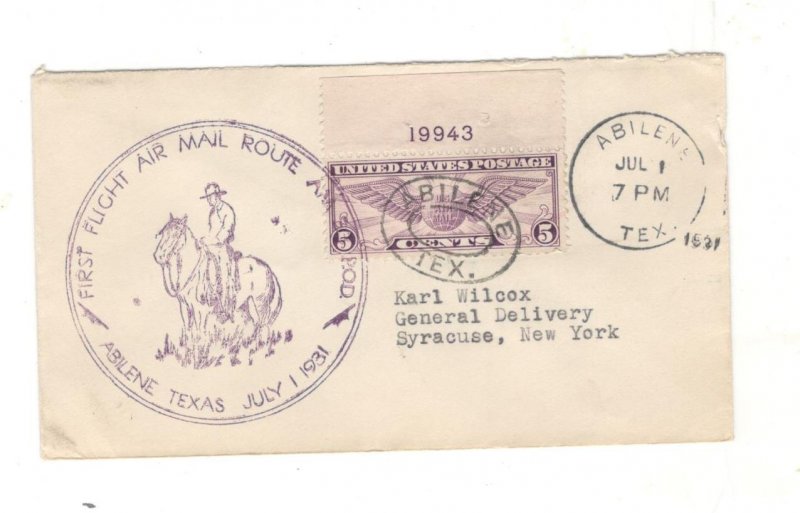 FIRST FLIGHT AIR MAIL ROUTE
ABILENE TEXAS JULY 1 1931
19943
UNITED STATES POSTAGE
5 CENTS 5
ABILENE
TEX.
ABILENE
JUL 1
7 PM
TEX.
1931
Karl Wilcox
General Delivery
Syracuse, New York